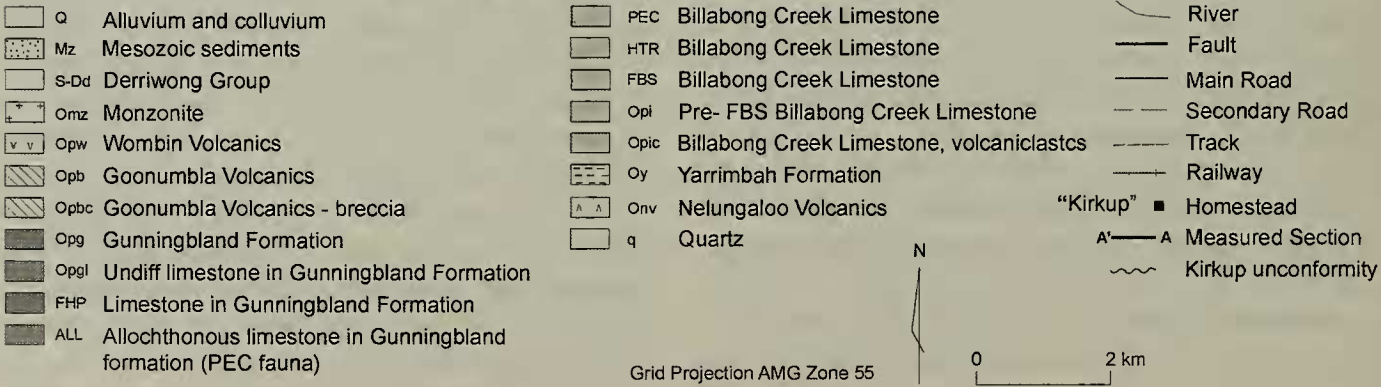 Q Alluvium and colluvium
Mz Mesozoic sediments
S-Dd Derriwong Group
Omz Monzonite
Opw Wombin Volcanics
Opb Goonumbla Volcanics
Opbc Goonumbla Volcanics - breccia
Opg Gunningbland Formation
Opgl Undiff limestone in Gunningbland Formation
FHP Limestone in Gunningbland Formation
ALL Allochthonous limestone in Gunningbland
formation (PEC fauna)
PEC Billabong Creek Limestone
HTR Billabong Creek Limestone
FBS Billabong Creek Limestone
Opi Pre- FBS Billabong Creek Limestone
Opic Billabong Creek Limestone, volcaniclastcs
Oy Yarrimbah Formation
Onv Nelungaloo Volcanics
q Quartz
River
Fault
Main Road
Secondary Road
Track
Railway
"Kirkup" Homestead
A' A Measured Section
Kirkup unconformity
N
0 2 km
Grid Projection AMG Zone 55